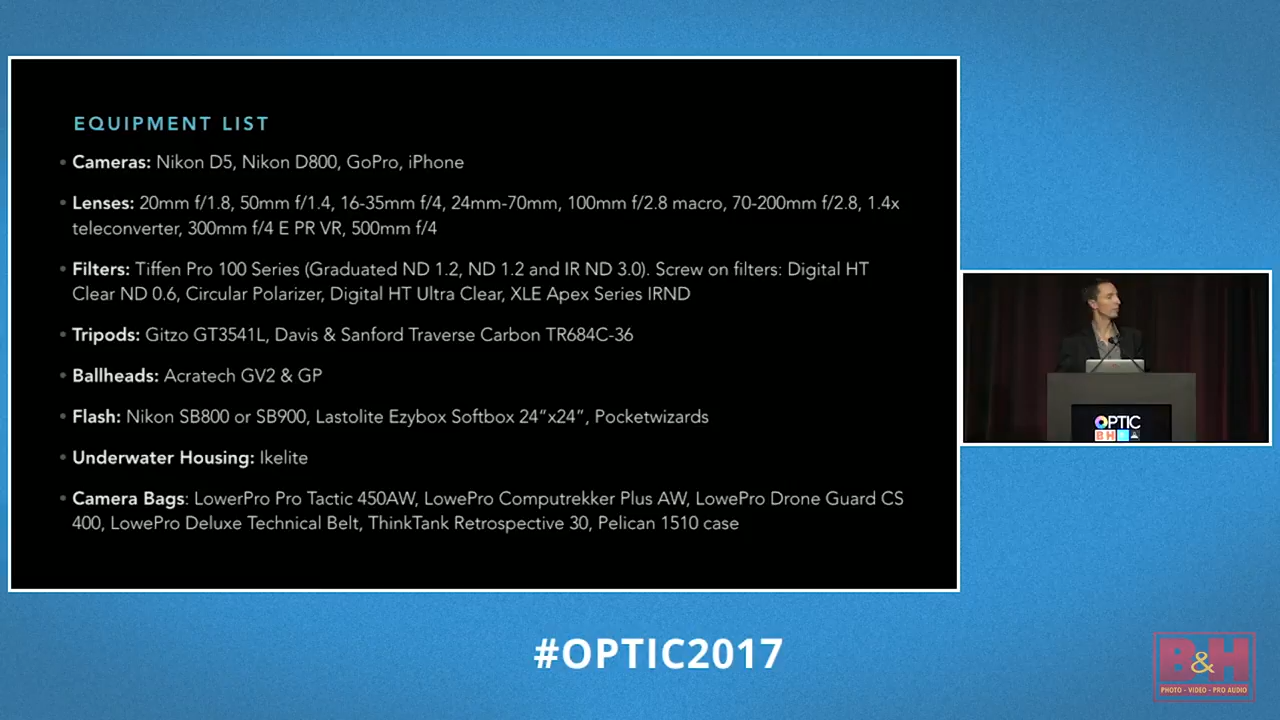 EQUIPMENT LIST
• Cameras: Nikon D5, Nikon D800, GoPro, iPhone
• Lenses: 20mm f/1.8, 50mm f/1.4, 16-35mm f/4, 24mm-70mm, 100mm f/2.8 macro, 70-200mm f/2.8, 1.4x
teleconverter, 300mm f/4 E PR VR, 500mm f/4
• Filters: Tiffen Pro 100 Series (Graduated ND 1.2, ND 1.2 and IR ND 3.0). Screw on filters: Digital HT
Clear ND 0.6, Circular Polarizer, Digital HT Ultra Clear, XLE Apex Series IRND
• Tripods: Gitzo GT3541L, Davis & Sanford Traverse Carbon TR684C-36
• Ballheads: Acratech GV2 & GP
• Flash: Nikon SB800 or SB900, Lastolite Ezybox Softbox 24”x24”, Pocketwizards
• Underwater Housing: Ikelite
• Camera Bags: LowerPro Pro Tactic 450AW, LowePro Computrekker Plus AW, LowePro Drone Guard CS
400, LowePro Deluxe Technical Belt, ThinkTank Retrospective 30, Pelican 1510 case
OPTIC
BH
#OPTIC2017
B&H
PHOTO - VIDEO - PRO AUDIO